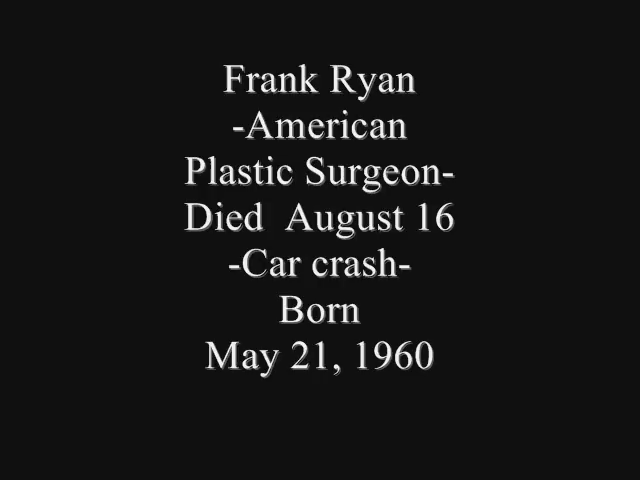 Frank Ryan
-American
Plastic Surgeon-
Died  August 16
-Car crash-
Born
May 21, 1960